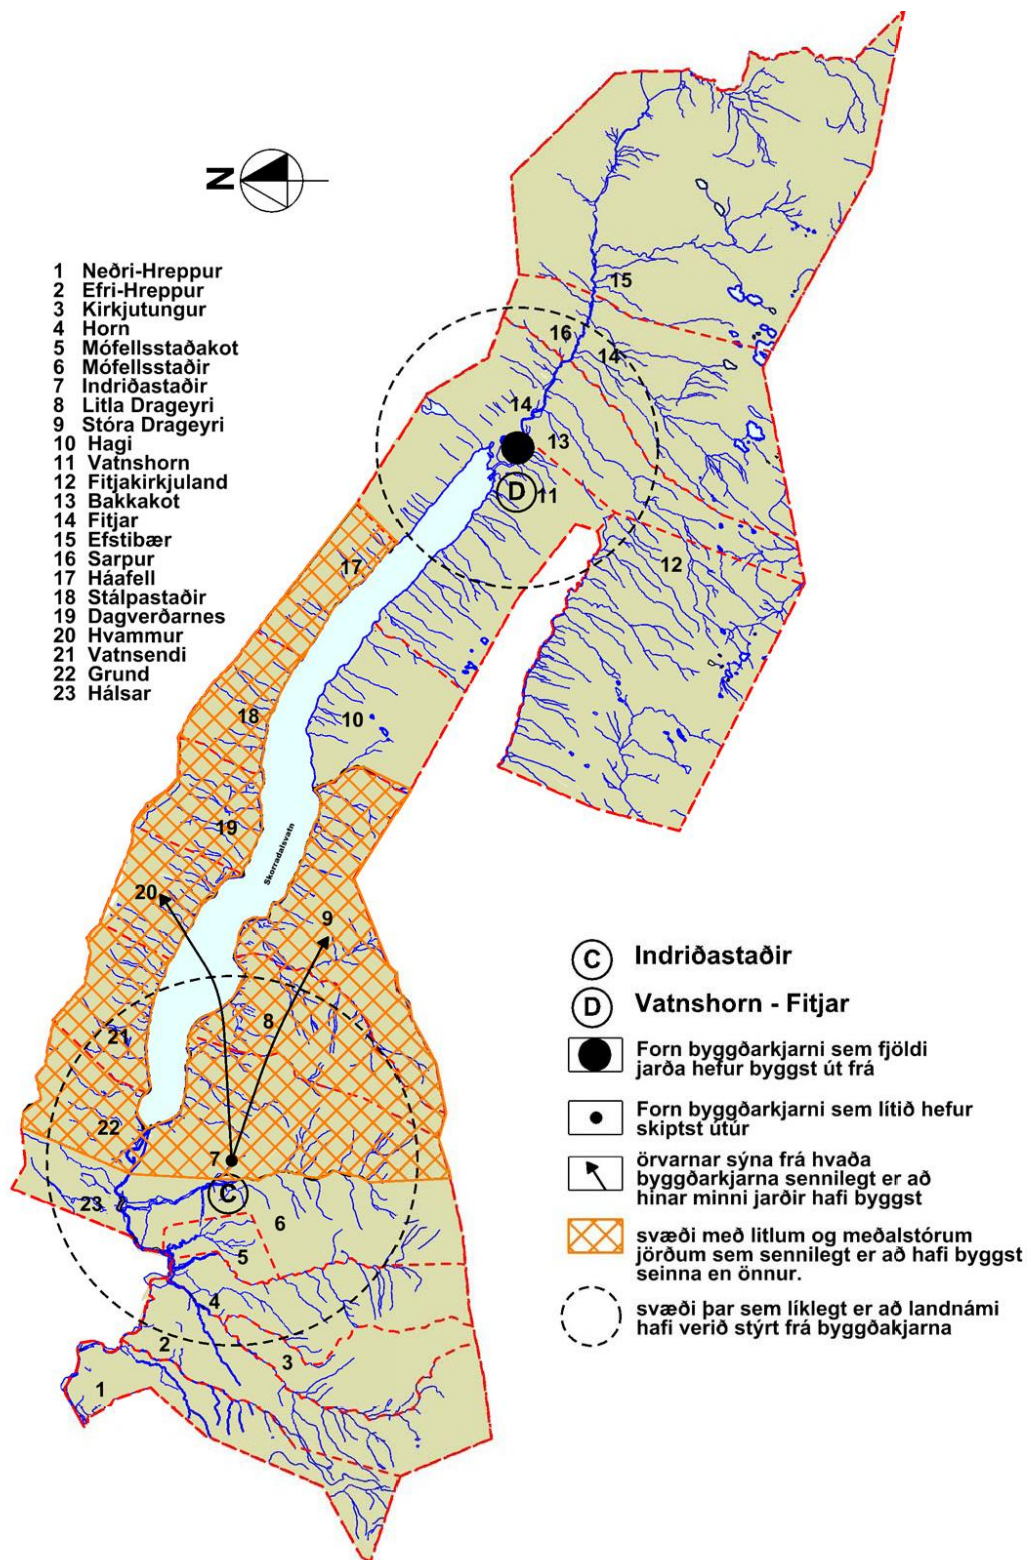 N
1 Neðri-Hreppur
2 Efri-Hreppur
3 Kirkjutungur
4 Horn
5 Mófellsstaðakot
6 Mófellsstaðir
7 Indriðastaðir
8 Litla Drageyri
9 Stóra Drageyri
10 Hagi
11 Vatnshorn
12 Fitjakirkjuland
13 Bakkakot
14 Fitjar
15 Efstibær
16 Sarpur
17 Háafell
18 Stálpastaðir
19 Dagverðarnes
20 Hvammur
21 Vatnsendi
22 Grund
23 Hálsar
15
16
14
14
13
D
11
17
12
18
10
19
Skorradalsvatn
20
9
8
21
22
7
C
23
6
5
4
2
3
1
C Indriðastaðir
D Vatnshorn - Fitjar
Forn byggðarkjarni sem fjöldi
jarða hefur byggst út frá
Forn byggðarkjarni sem lítið hefur
skiptst útúr
örvarnar sýna frá hvaða
byggðarkjarna sennilegt er að
hinar minni jarðir hafi byggst
svæði með litlum og meðalstórum
jörðum sem sennilegt er að hafi byggst
seinna en önnur.
svæði þar sem líklegt er að landnámi
hafi verið stýrt frá byggðakjarna